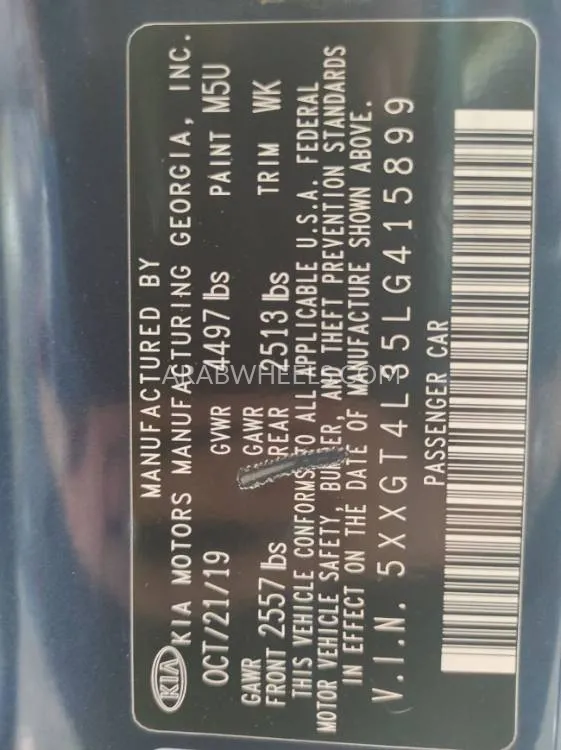 MANUFACTURED BY
KIA KIA MOTORS MANUFACTURING GEORGIA, INC.
OCT/21/19 GVWR 4497 lbs PAINT M5U
GAWR FRONT 2557 lbs GAWR REAR 2513 lbs TRIM WK
THIS VEHICLE CONFORMS TO ALL APPLICABLE U.S.A. FEDERAL
MOTOR VEHICLE SAFETY, BUMPER, AND THEFT PREVENTION STANDARDS
IN EFFECT ON THE DATE OF MANUFACTURE SHOWN ABOVE.
V.I.N. 5XXGT4L35LG415899
PASSENGER CAR
ARABWHEELS.COM